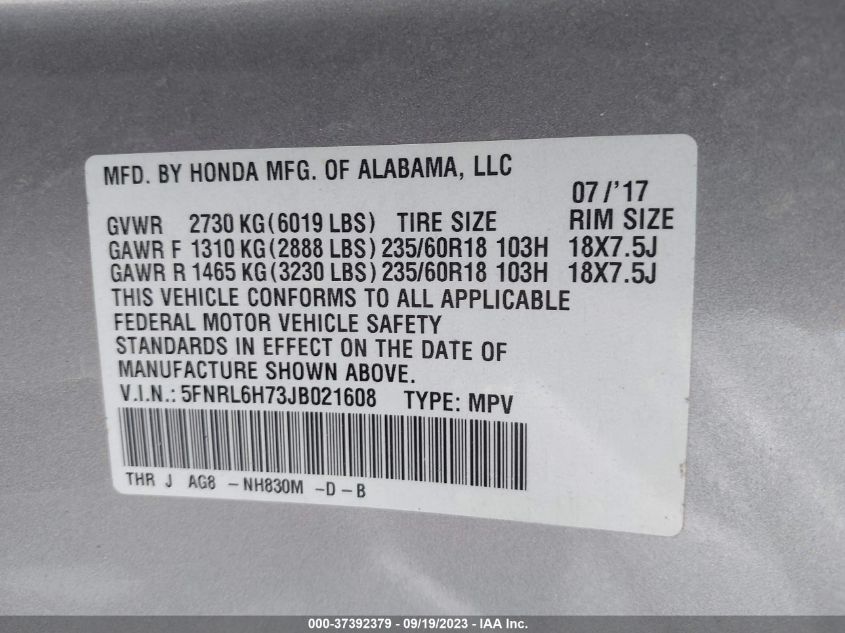 MFD. BY HONDA MFG. OF ALABAMA, LLC
07/'17
GVWR 2730 KG(6019 LBS) TIRE SIZE RIM SIZE
GAWR F 1310 KG(2888 LBS) 235/60R18 103H 18X7.5J
GAWR R 1465 KG(3230 LBS) 235/60R18 103H 18X7.5J
THIS VEHICLE CONFORMS TO ALL APPLICABLE
FEDERAL MOTOR VEHICLE SAFETY
STANDARDS IN EFFECT ON THE DATE OF
MANUFACTURE SHOWN ABOVE.
V.I.N.: 5FNRL6H73JB021608 TYPE: MPV
THR J AG8 -NH830M -D-B
000-37392379 - 09/19/2023 - IAA Inc.